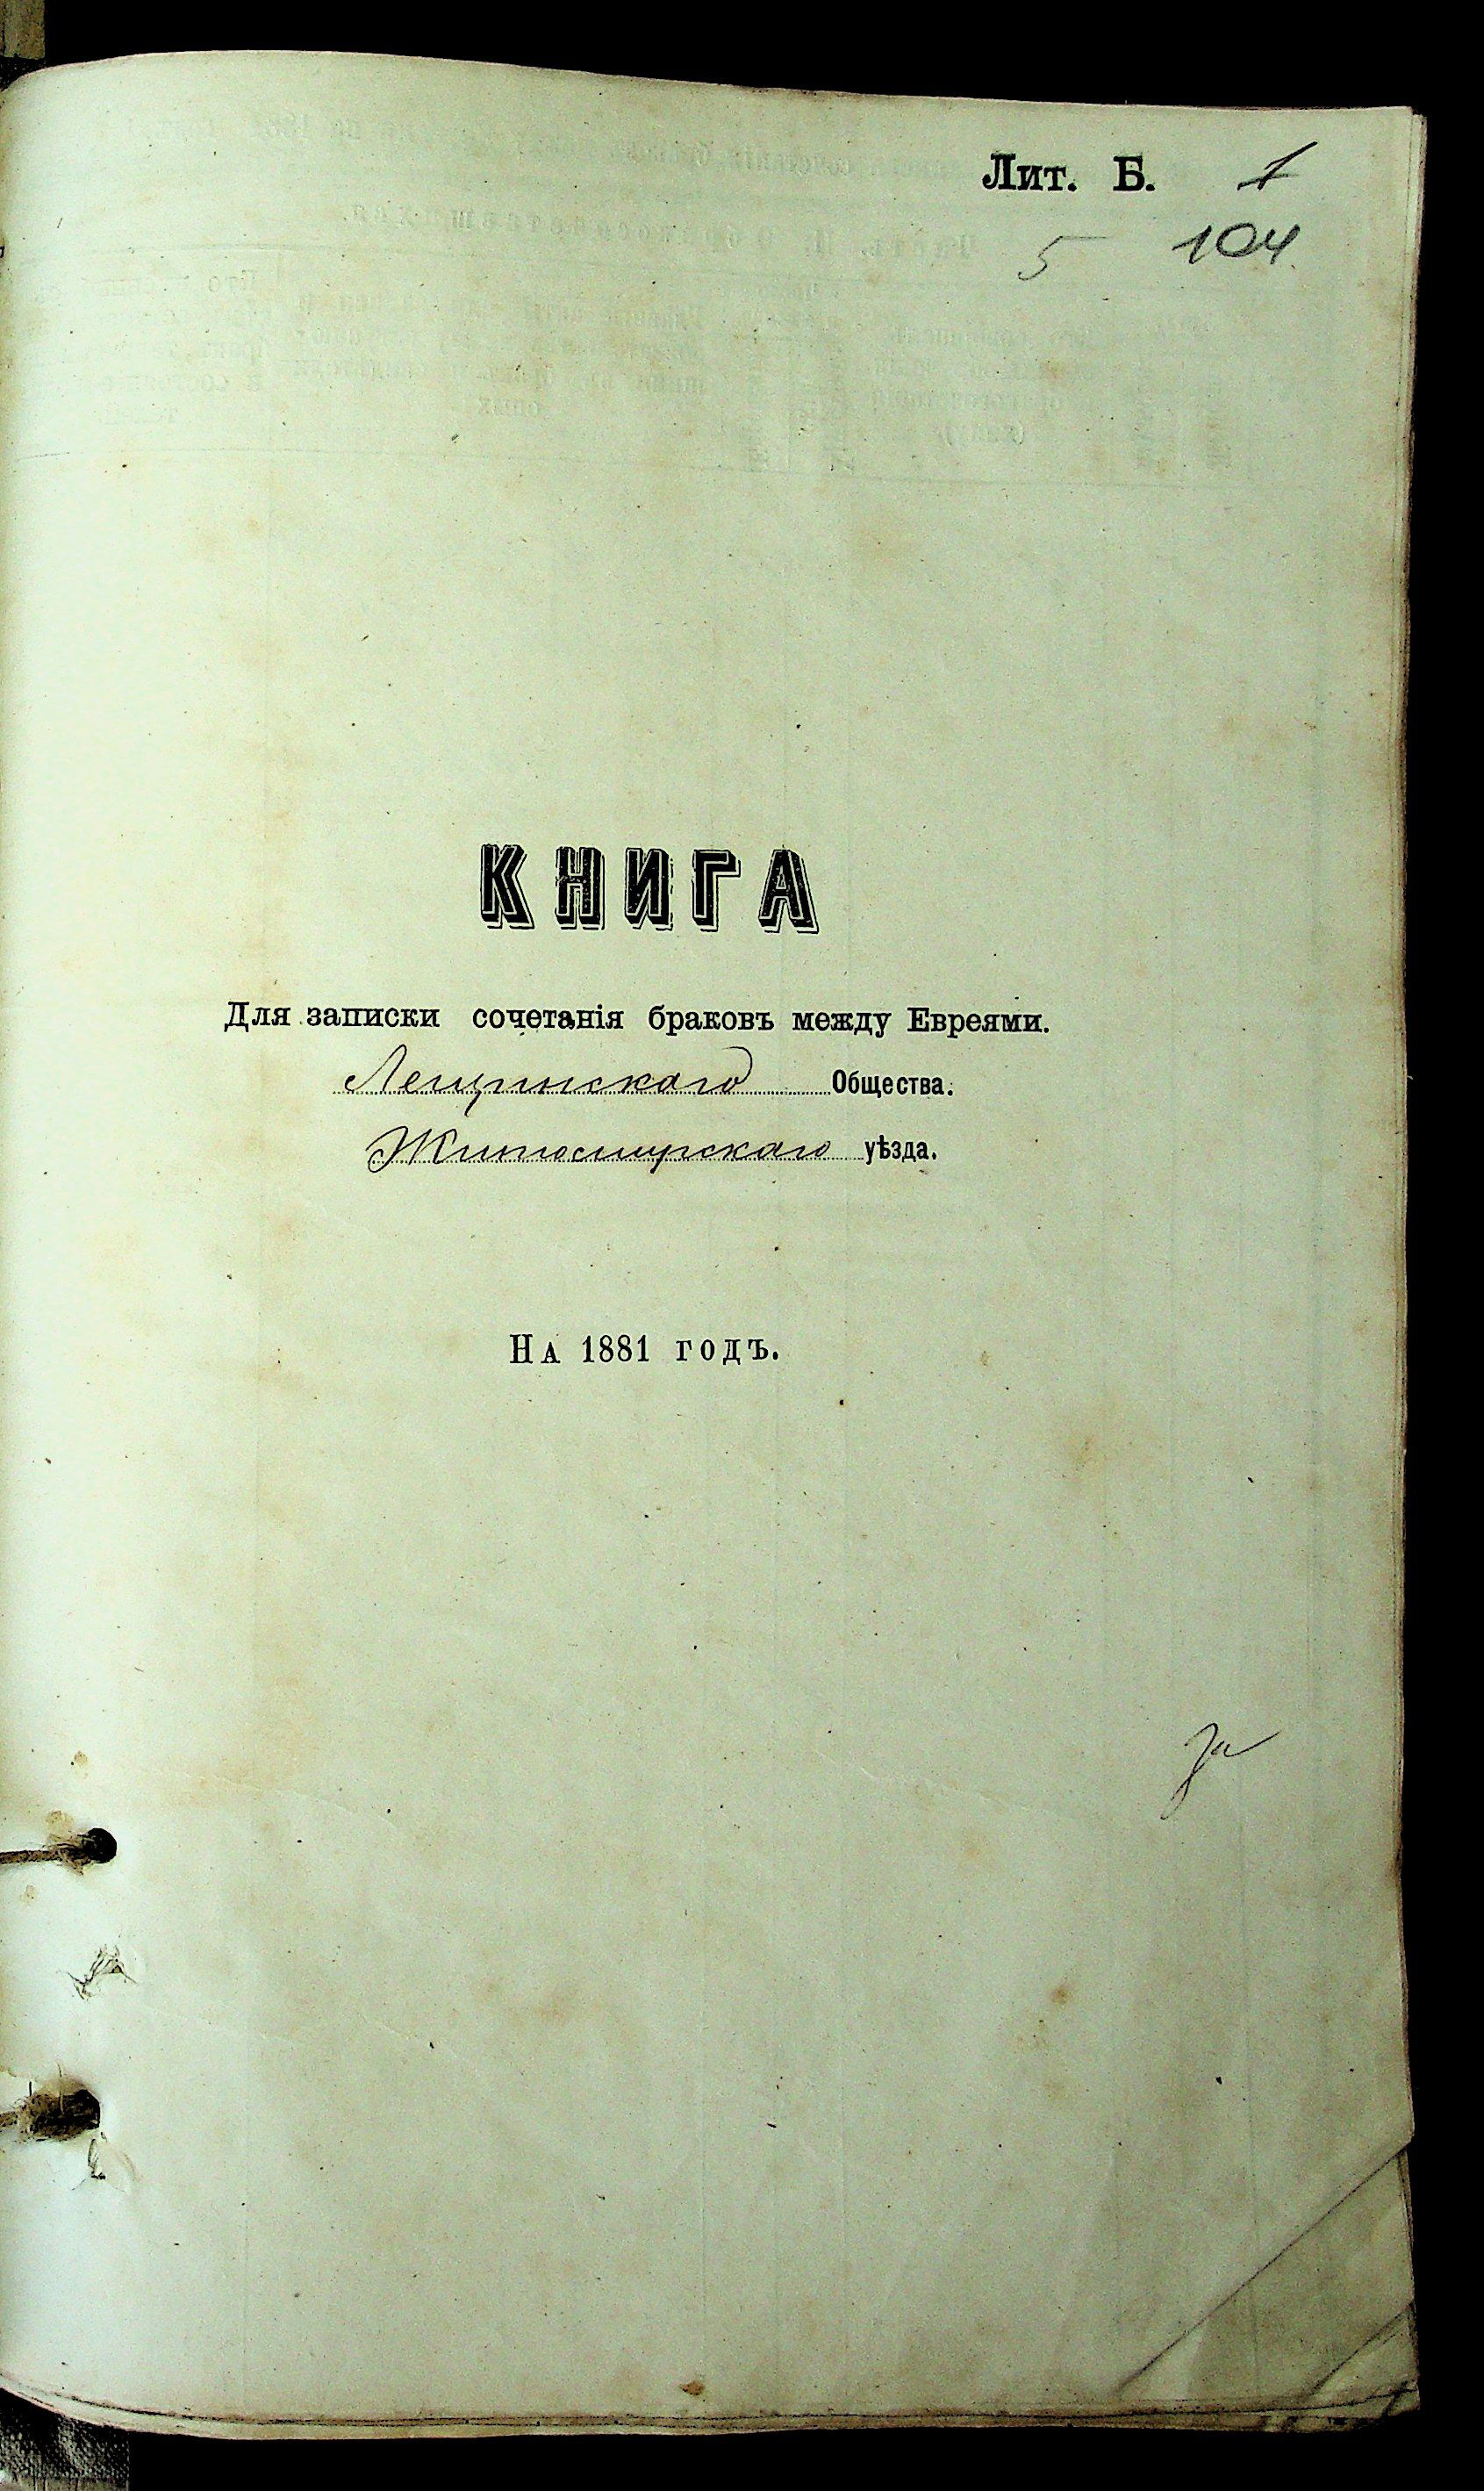 Лит. Б. 1
5 104
КНИГА
Для записки сочетанія браковъ между Евреями.
Лещинскаго Общества.
Житомирскаго уѣзда.
На 1881 годъ.